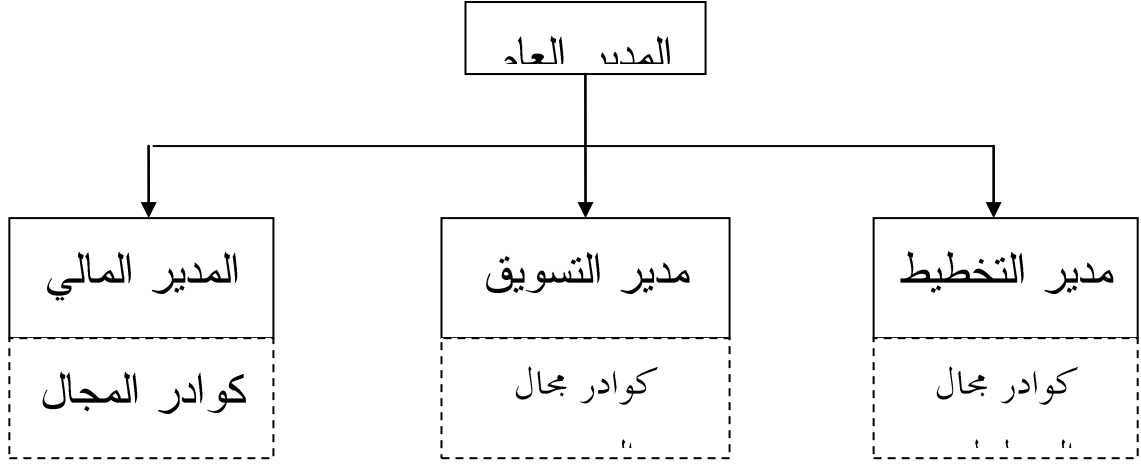 المدير العام
مدير التخطيط
مدير التسويق
المدير المالي
كوادر مجال
كوادر مجال
كوادر المجال